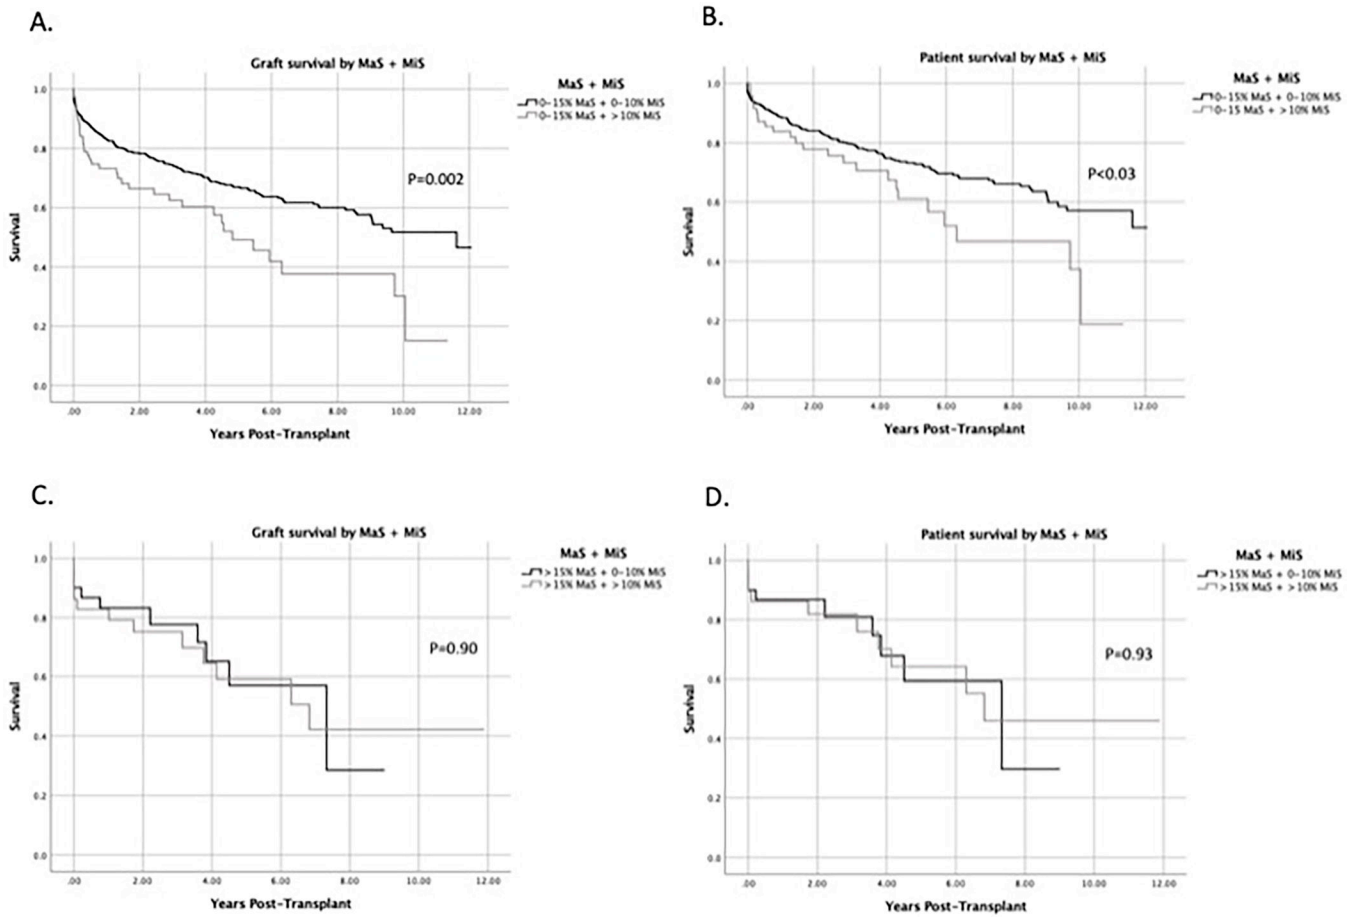 A.
Graft survival by MaS + MiS
MaS + MiS
0-15% MaS + 0-10% MiS
0-15% MaS + >10% MiS
P=0.002
1.0
0.8
0.6
0.4
0.2
0.0
Survival
.00 2.00 4.00 6.00 8.00 10.00 12.00
Years Post-Transplant
B.
Patient survival by MaS + MiS
MaS + MiS
0-15% MaS + 0-10% MiS
0-15 MaS + >10% MiS
P<0.03
1.0
0.8
0.6
0.4
0.2
0.0
Survival
.00 2.00 4.00 6.00 8.00 10.00 12.00
Years Post-Transplant
C.
Graft survival by MaS + MiS
MaS + MiS
>15% MaS + 0-10% MiS
>15% MaS + >10% MiS
P=0.90
1.0
0.8
0.6
0.4
0.2
0.0
Survival
.00 2.00 4.00 6.00 8.00 10.00 12.00
Years Post-Transplant
D.
Patient survival by MaS + MiS
MaS + MiS
>15% MaS + 0-10% MiS
>15% MaS + >10% MiS
P=0.93
1.0
0.8
0.6
0.4
0.2
0.0
Survival
.00 2.00 4.00 6.00 8.00 10.00 12.00
Years Post-Transplant